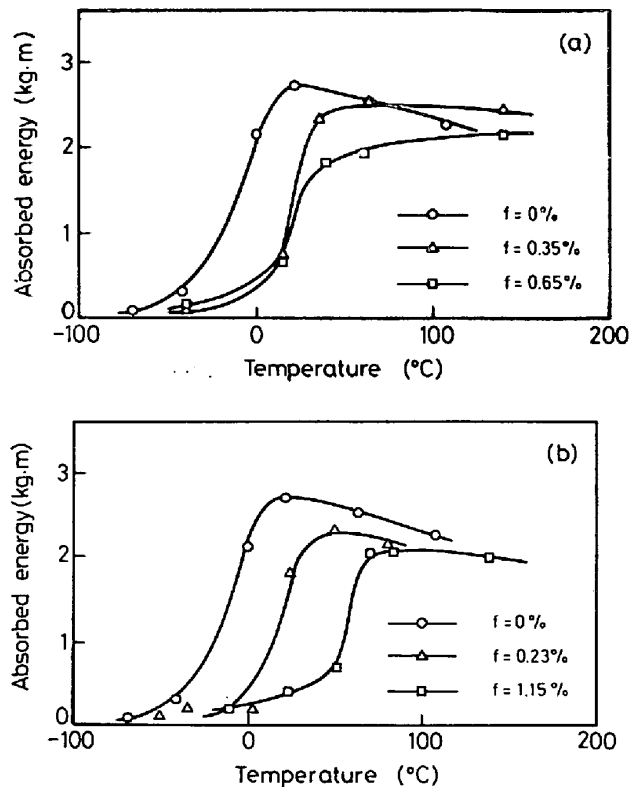 (a)
Absorbed energy (kg·m)
3
2
1
0
f = 0%
f = 0.35%
f = 0.65%
-100 0 100 200
Temperature (°C)
(b)
Absorbed energy (kg·m)
3
2
1
0
f = 0%
f = 0.23%
f = 1.15%
-100 0 100 200
Temperature (°C)